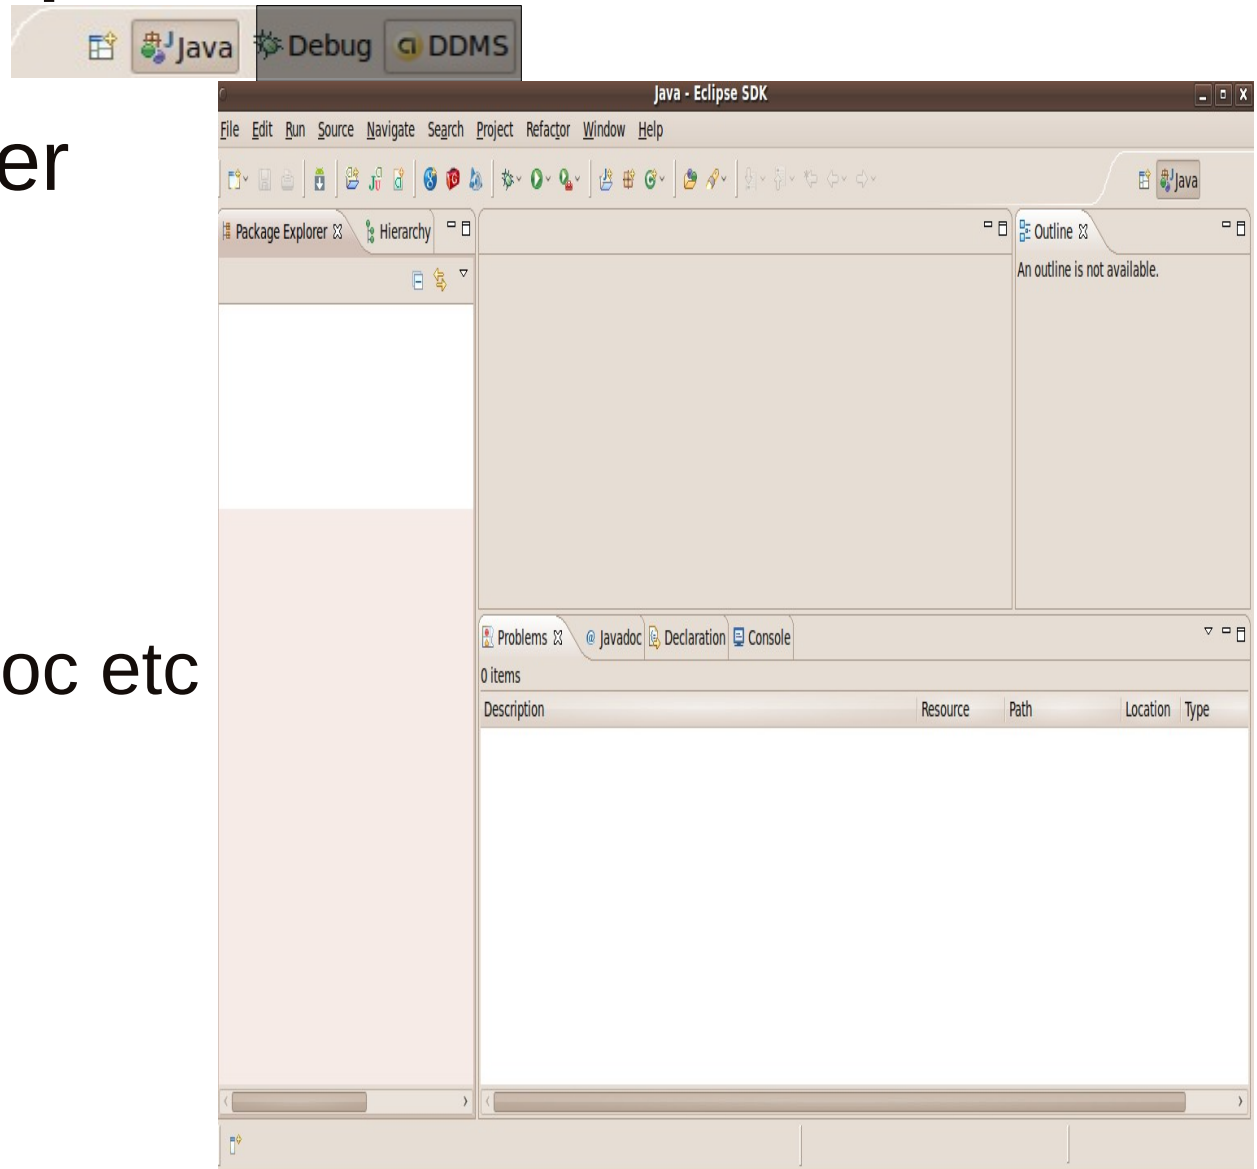 Java Debug DDMS
Java - Eclipse SDK
File Edit Run Source Navigate Search Project Refactor Window Help
er
Java
Package Explorer Hierarchy
Outline
An outline is not available.
Problems @ Javadoc Declaration Console
oc etc
0 items
Description Resource Path Location Type